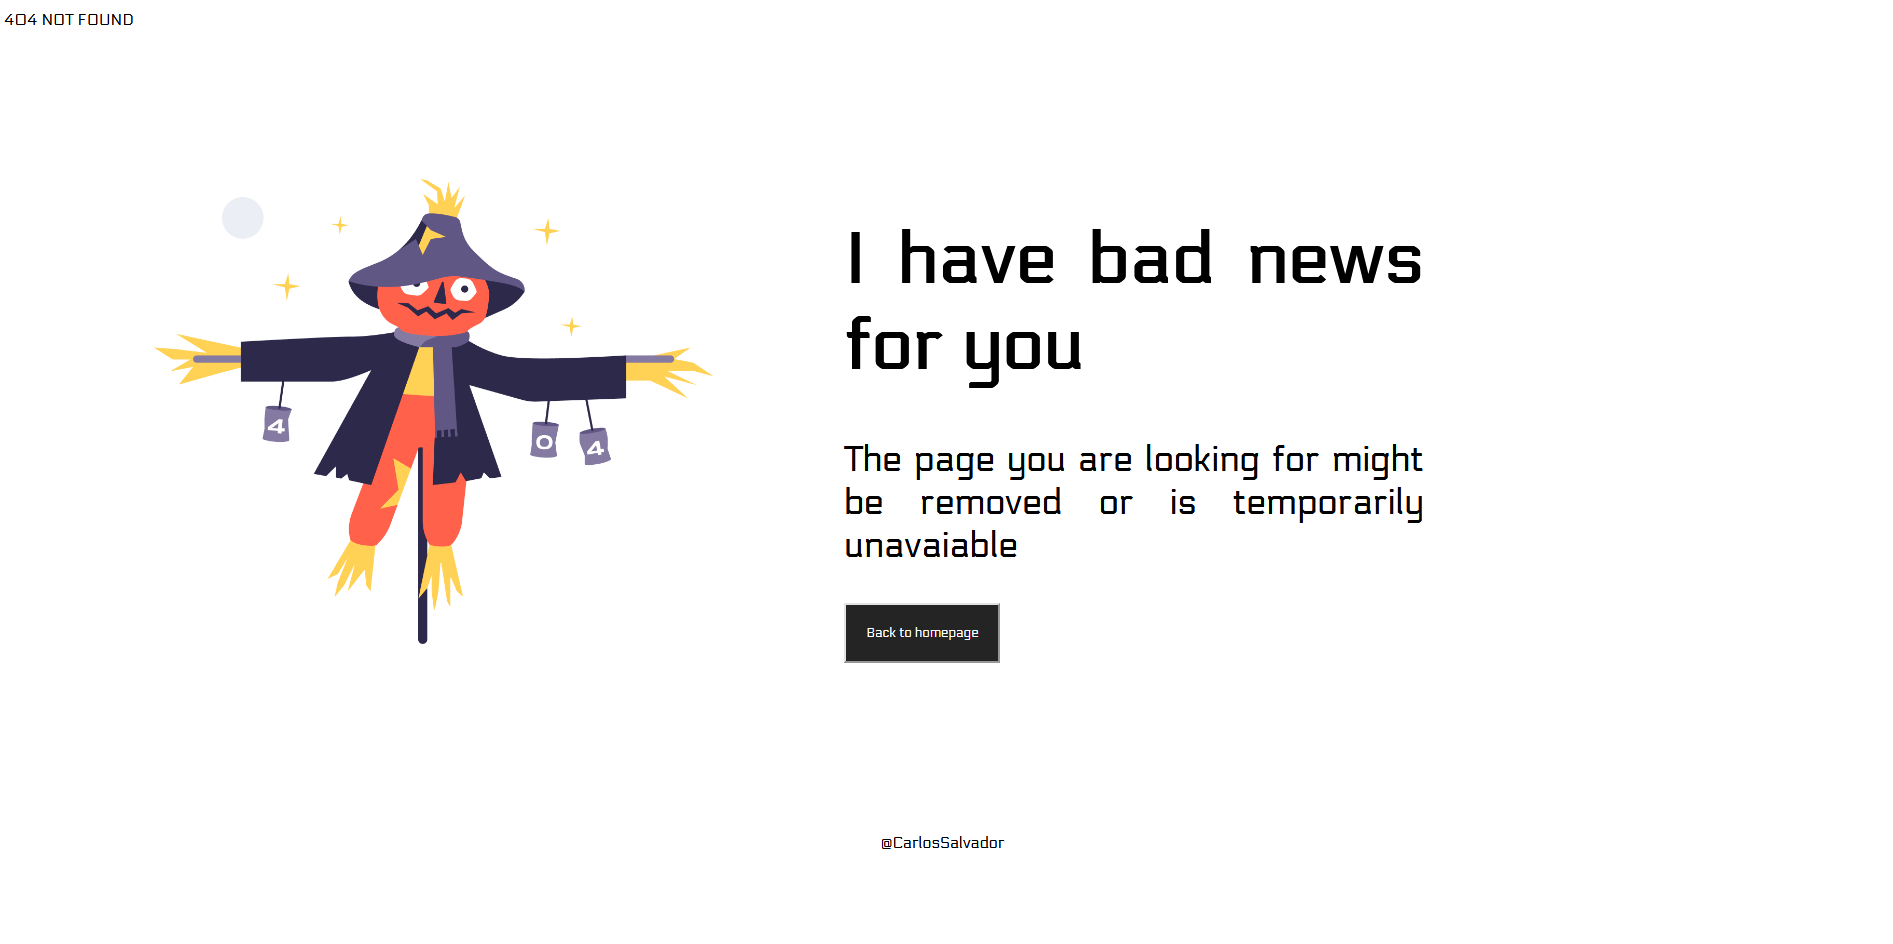 404 NOT FOUND
I have bad news
for you
The page you are looking for might
be removed or is temporarily
unavaiable
Back to homepage
4
0
4
@CarlosSalvador